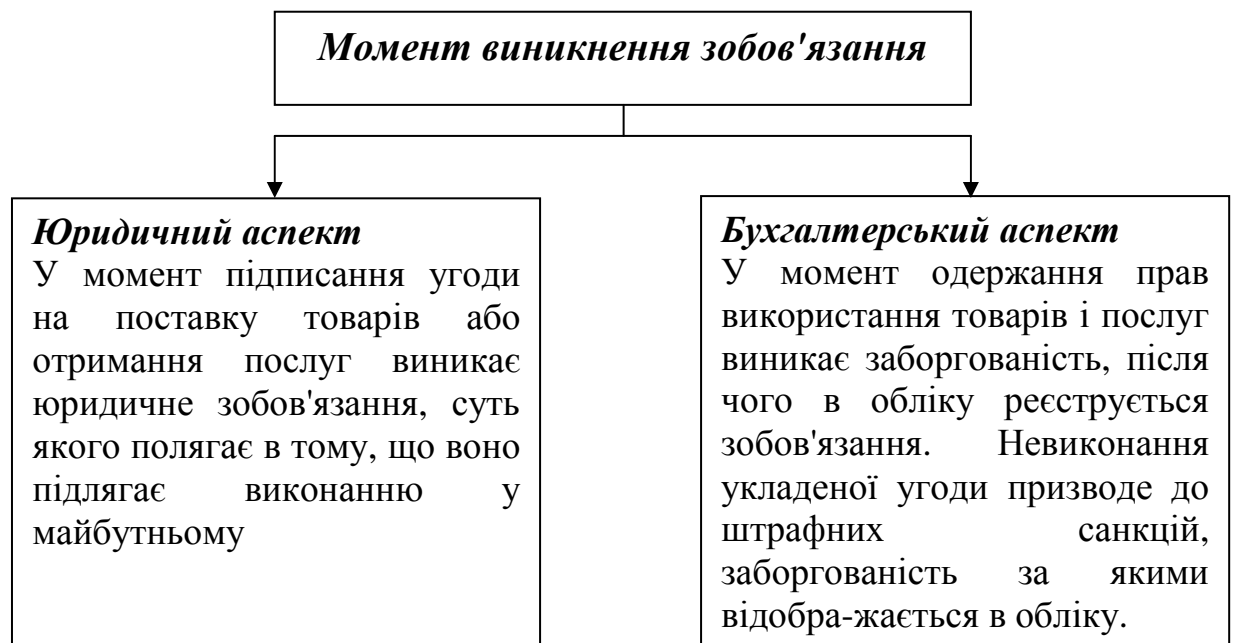 Момент виникнення зобов'язання
Юридичний аспект
У момент підписання угоди
на поставку товарів або
отримання послуг виникає
юридичне зобов'язання, суть
якого полягає в тому, що воно
підлягає виконанню у
майбутньому
Бухгалтерський аспект
У момент одержання прав
використання товарів і послуг
виникає заборгованість, після
чого в обліку реєструється
зобов'язання. Невиконання
укладеної угоди призводе до
штрафних санкцій,
заборгованість за якими
відобра-жається в обліку.